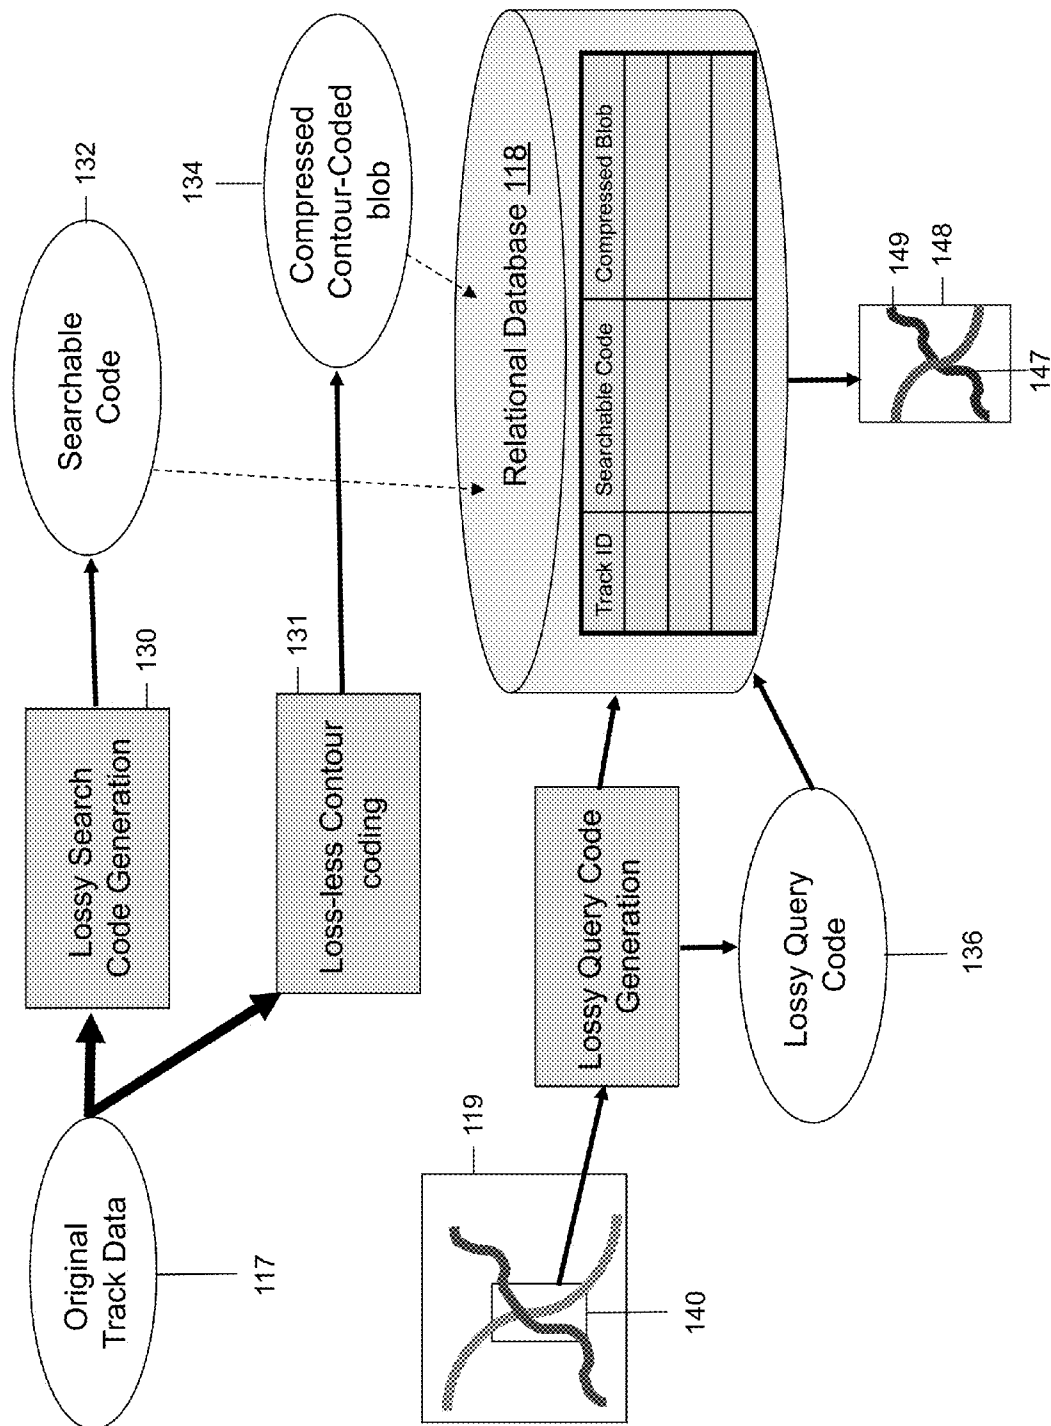 Original
Track Data
117
Lossy Search
Code Generation
130
Searchable
Code
132
Loss-less Contour
coding
131
Compressed
Contour-Coded
blob
134
119
140
Lossy Query Code
Generation
Lossy Query
Code
136
Relational Database 118
Track ID
Searchable Code
Compressed Blob
149
148
147